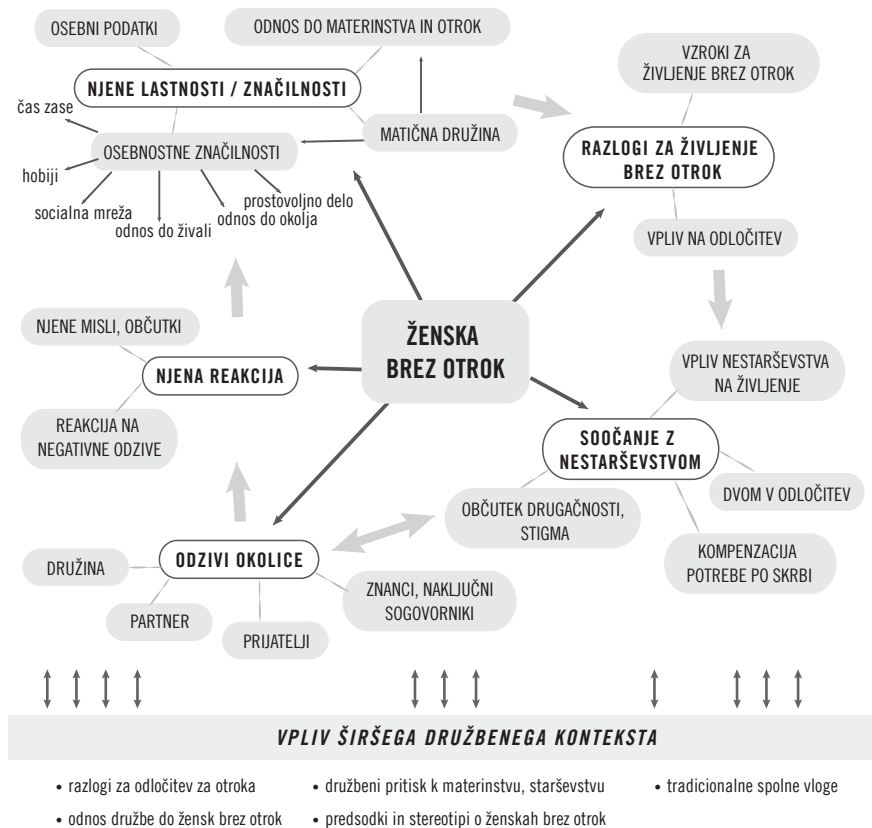 OSEBNI PODATKI
ODNOS DO MATERINSTVA IN OTROK
NJENE LASTNOSTI / ZNAČILNOSTI
čas zase
OSEBNOSTNE ZNAČILNOSTI
MATIČNA DRUŽINA
hobiji
socialna mreža
odnos do živali
odnos do okolja
prostovoljno delo
VZROKI ZA
ŽIVLJENJE BREZ OTROK
RAZLOGI ZA ŽIVLJENJE
BREZ OTROK
VPLIV NA ODLOČITEV
ŽENSKA
BREZ OTROK
NJENE MISLI, OBČUTKI
NJENA REAKCIJA
REAKCIJA NA
NEGATIVNE ODZIVE
VPLIV NESTARŠEVSTVA
NA ŽIVLJENJE
SOOČANJE Z
NESTARŠEVSTVOM
DVOM V ODLOČITEV
OBČUTEK DRUGAČNOSTI,
STIGMA
KOMPENZACIJA
POTREBE PO SKRBI
ODZIVI OKOLICE
DRUŽINA
PARTNER
PRIJATELJI
ZNANCI, NAKLJUČNI
SOGOVORNIKI
VPLIV ŠIRŠEGA DRUŽBENEGA KONTEKSTA
• razlogi za odločitev za otroka
• odnos družbe do žensk brez otrok
• družbeni pritisk k materinstvu, starševstvu
• predsodki in stereotipi o ženskah brez otrok
• tradicionalne spolne vloge